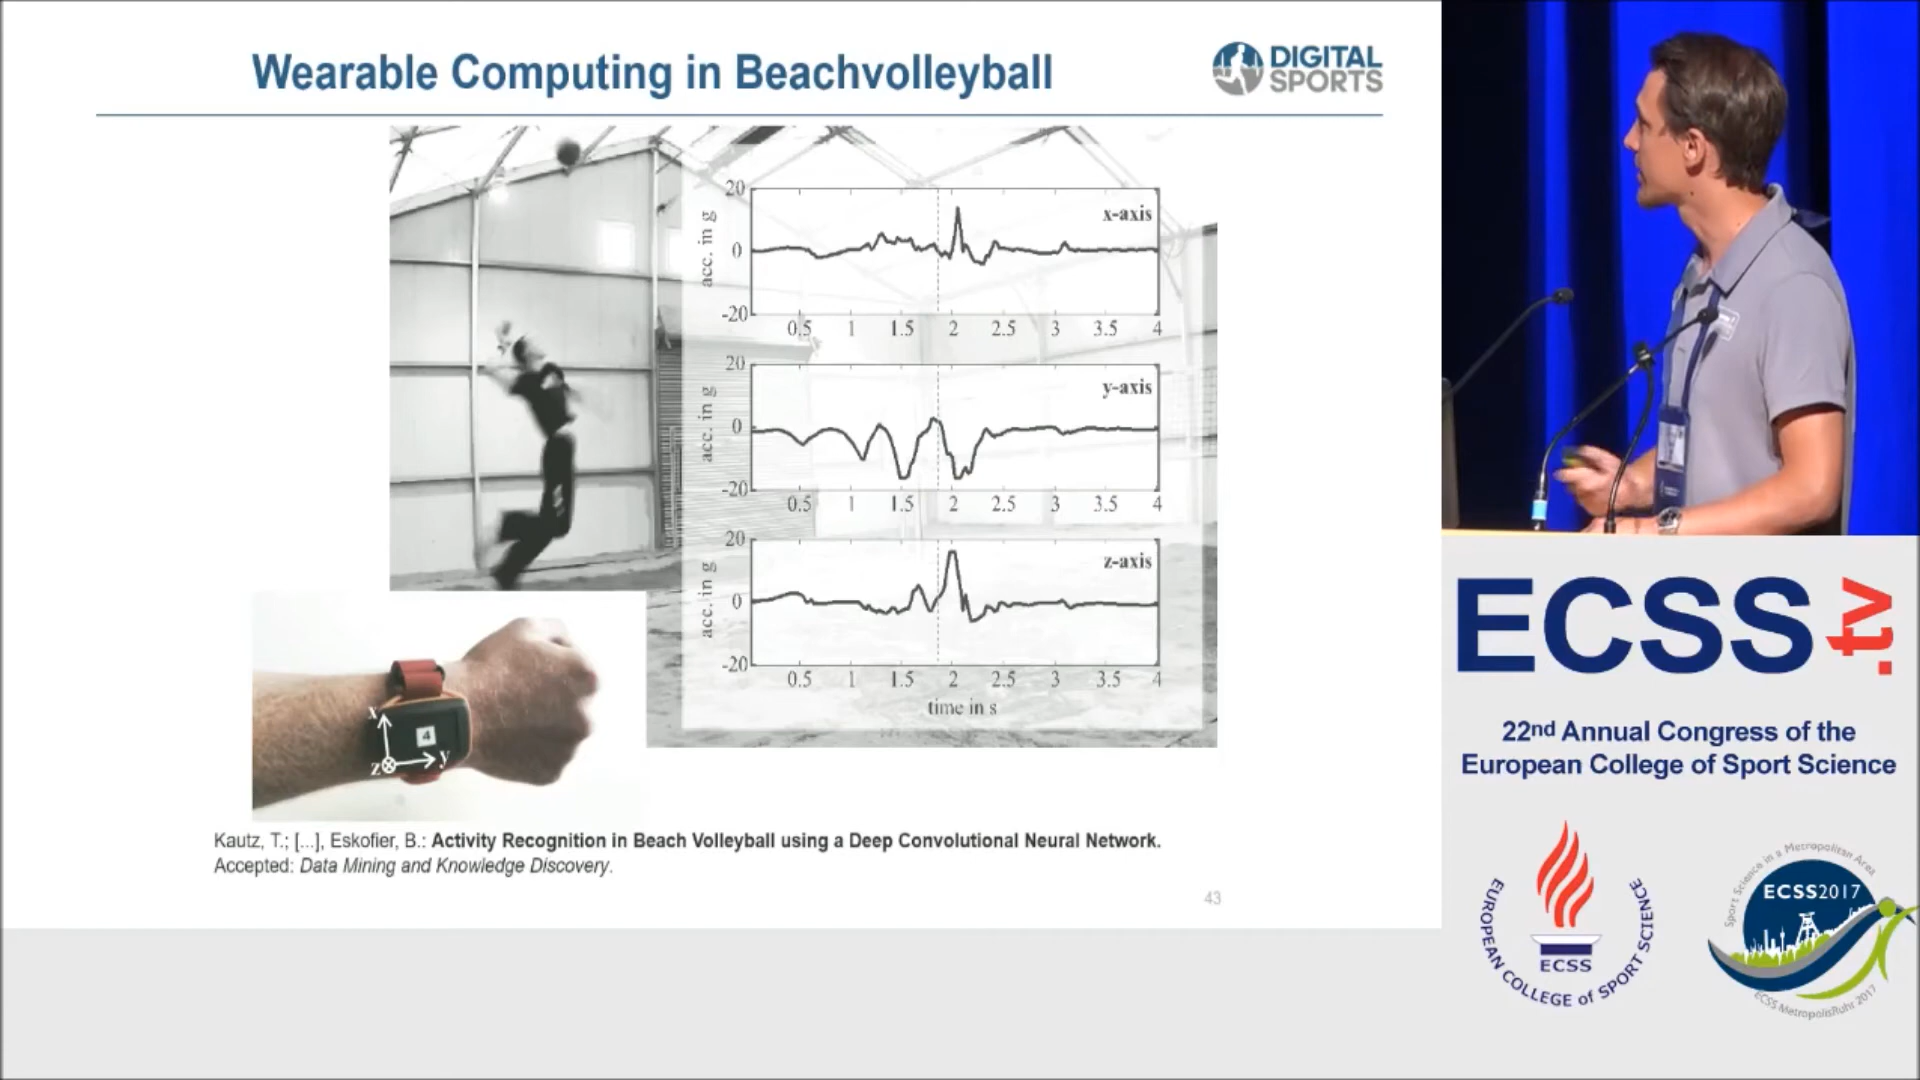 Wearable Computing in Beachvolleyball
DIGITAL
SPORTS
20
0
-20
acc. in g
x-axis
0.5 1 1.5 2 2.5 3 3.5 4
20
0
-20
acc. in g
y-axis
0.5 1 1.5 2 2.5 3 3.5 4
20
0
-20
acc. in g
z-axis
0.5 1 1.5 2 2.5 3 3.5 4
time in s
x
4
z
y
Kautz, T.; [...], Eskofier, B.: Activity Recognition in Beach Volleyball using a Deep Convolutional Neural Network.
Accepted: Data Mining and Knowledge Discovery.
43
ECSS.tv
22nd Annual Congress of the
European College of Sport Science
EUROPEAN COLLEGE of SPORT SCIENCE
ECSS
Sport Science in a Metropolitan Area
ECSS2017
ECSS MetropolisRuhr 2017